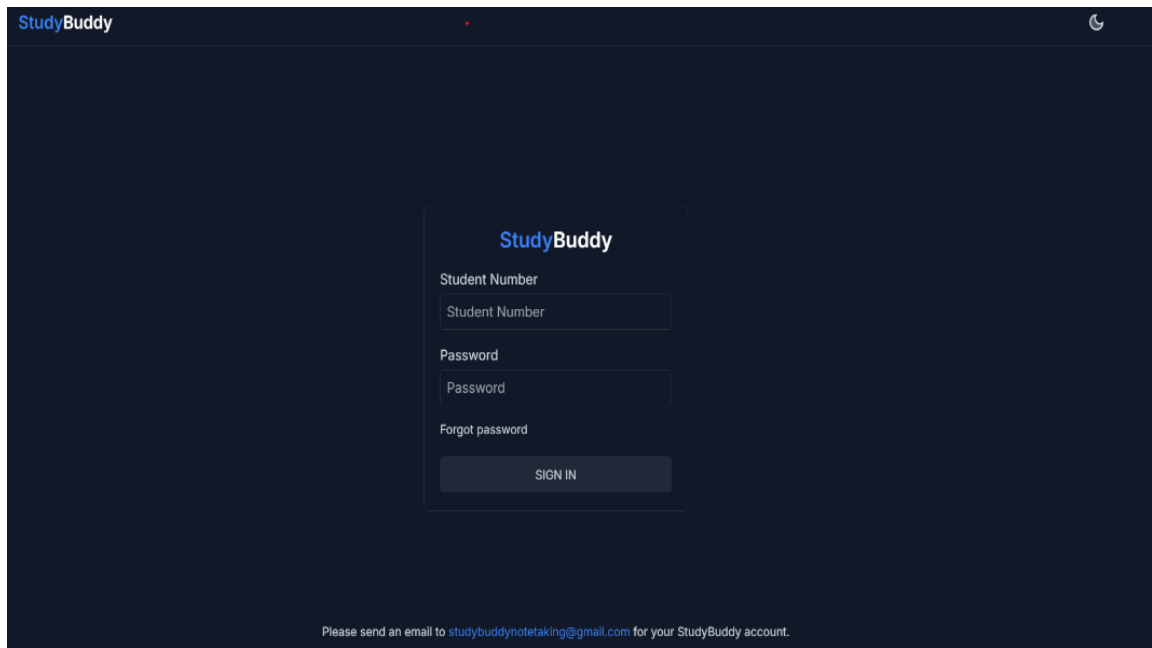 StudyBuddy
StudyBuddy
Student Number
Student Number
Password
Password
Forgot password
SIGN IN
Please send an email to studybuddynotetaking@gmail.com for your StudyBuddy account.